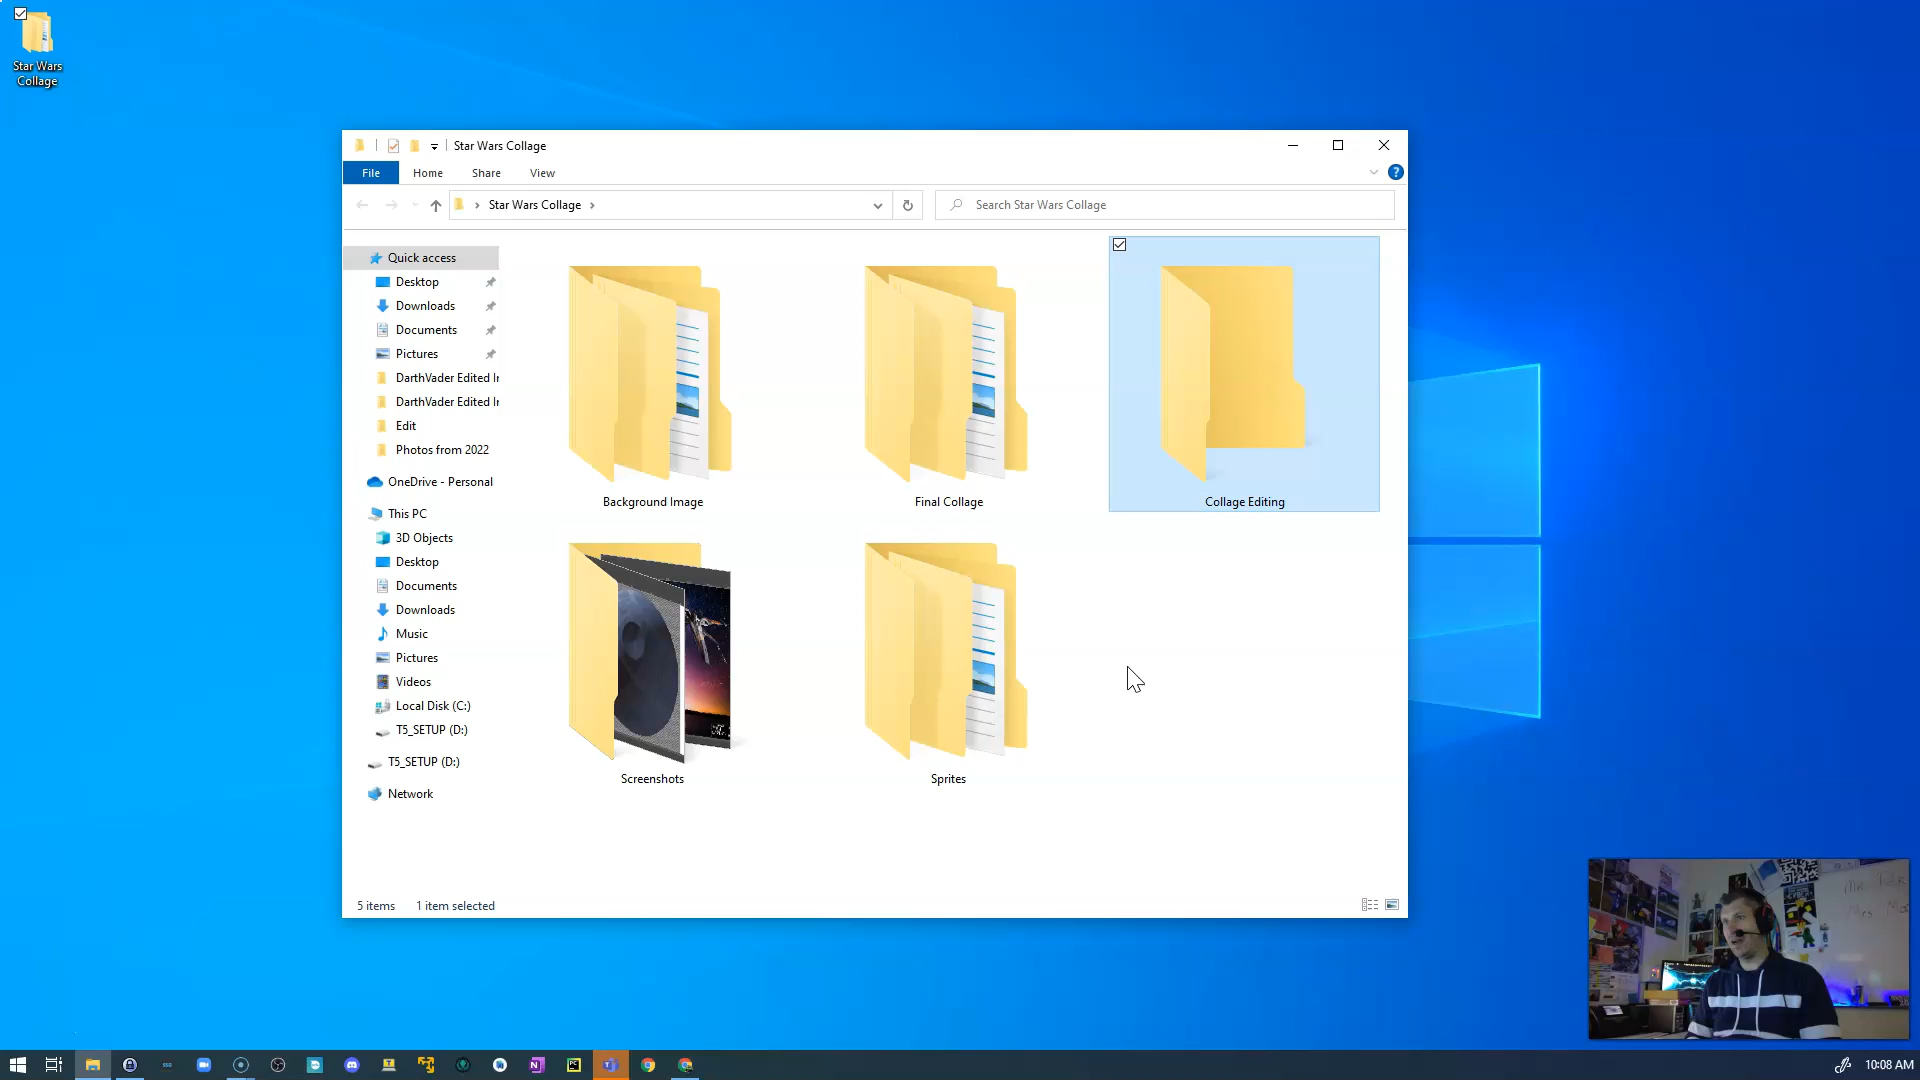 Star Wars
Collage
Star Wars Collage
File Home Share View
Star Wars Collage
Search Star Wars Collage
Quick access
Desktop
Downloads
Documents
Pictures
DarthVader Edited
DarthVader Edited
Edit
Photos from 2022
OneDrive - Personal
This PC
3D Objects
Desktop
Documents
Downloads
Music
Pictures
Videos
Local Disk (C:)
T5_SETUP (D:)
T5_SETUP (D:)
Network
Background Image
Final Collage
Collage Editing
Screenshots
Sprites
5 items 1 item selected
10:08 AM